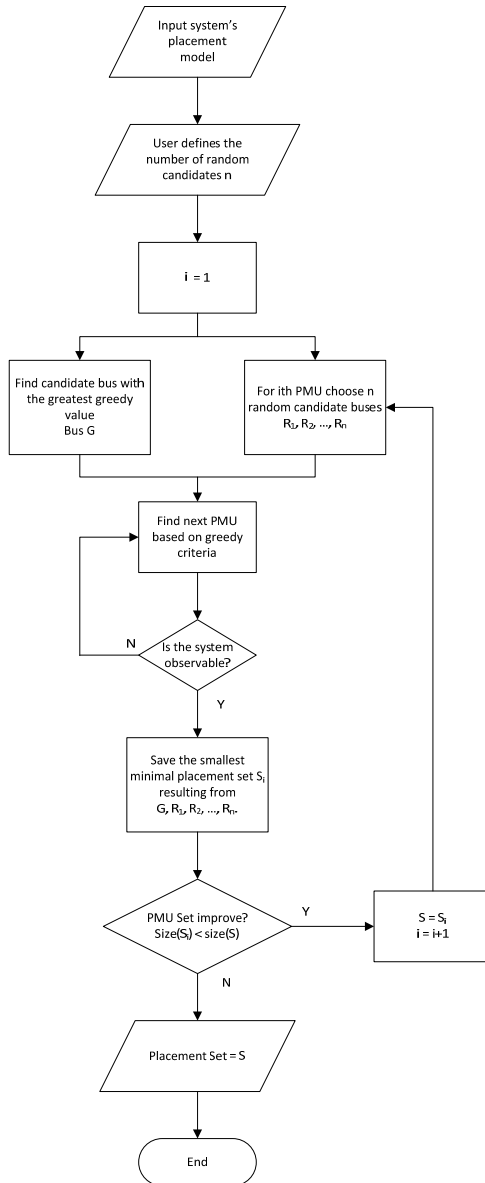 Input system's
placement
model
User defines the
number of random
candidates n
i = 1
Find candidate bus with
the greatest greedy
value
Bus G
For ith PMU choose n
random candidate buses
R₁, R₂, ..., Rₙ
Find next PMU
based on greedy
criteria
N
Is the system
observable?
Y
Save the smallest
minimal placement set Sᵢ
resulting from
G, R₁, R₂, ..., Rₙ.
PMU Set improve?
Size(Sᵢ) < size(S)
Y
S = Sᵢ
i = i+1
N
Placement Set = S
End